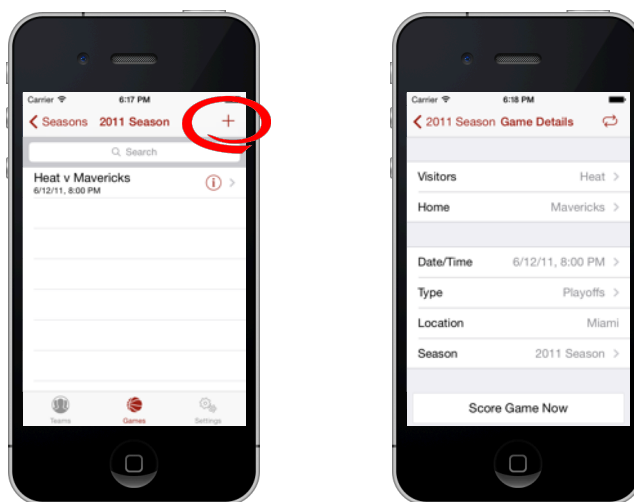 Carrier 6:17 PM
Seasons 2011 Season +
Search
Heat v Mavericks
6/12/11, 8:00 PM
Teams Games Settings
Carrier 6:18 PM
2011 Season Game Details
Visitors Heat
Home Mavericks
Date/Time 6/12/11, 8:00 PM
Type Playoffs
Location Miami
Season 2011 Season
Score Game Now